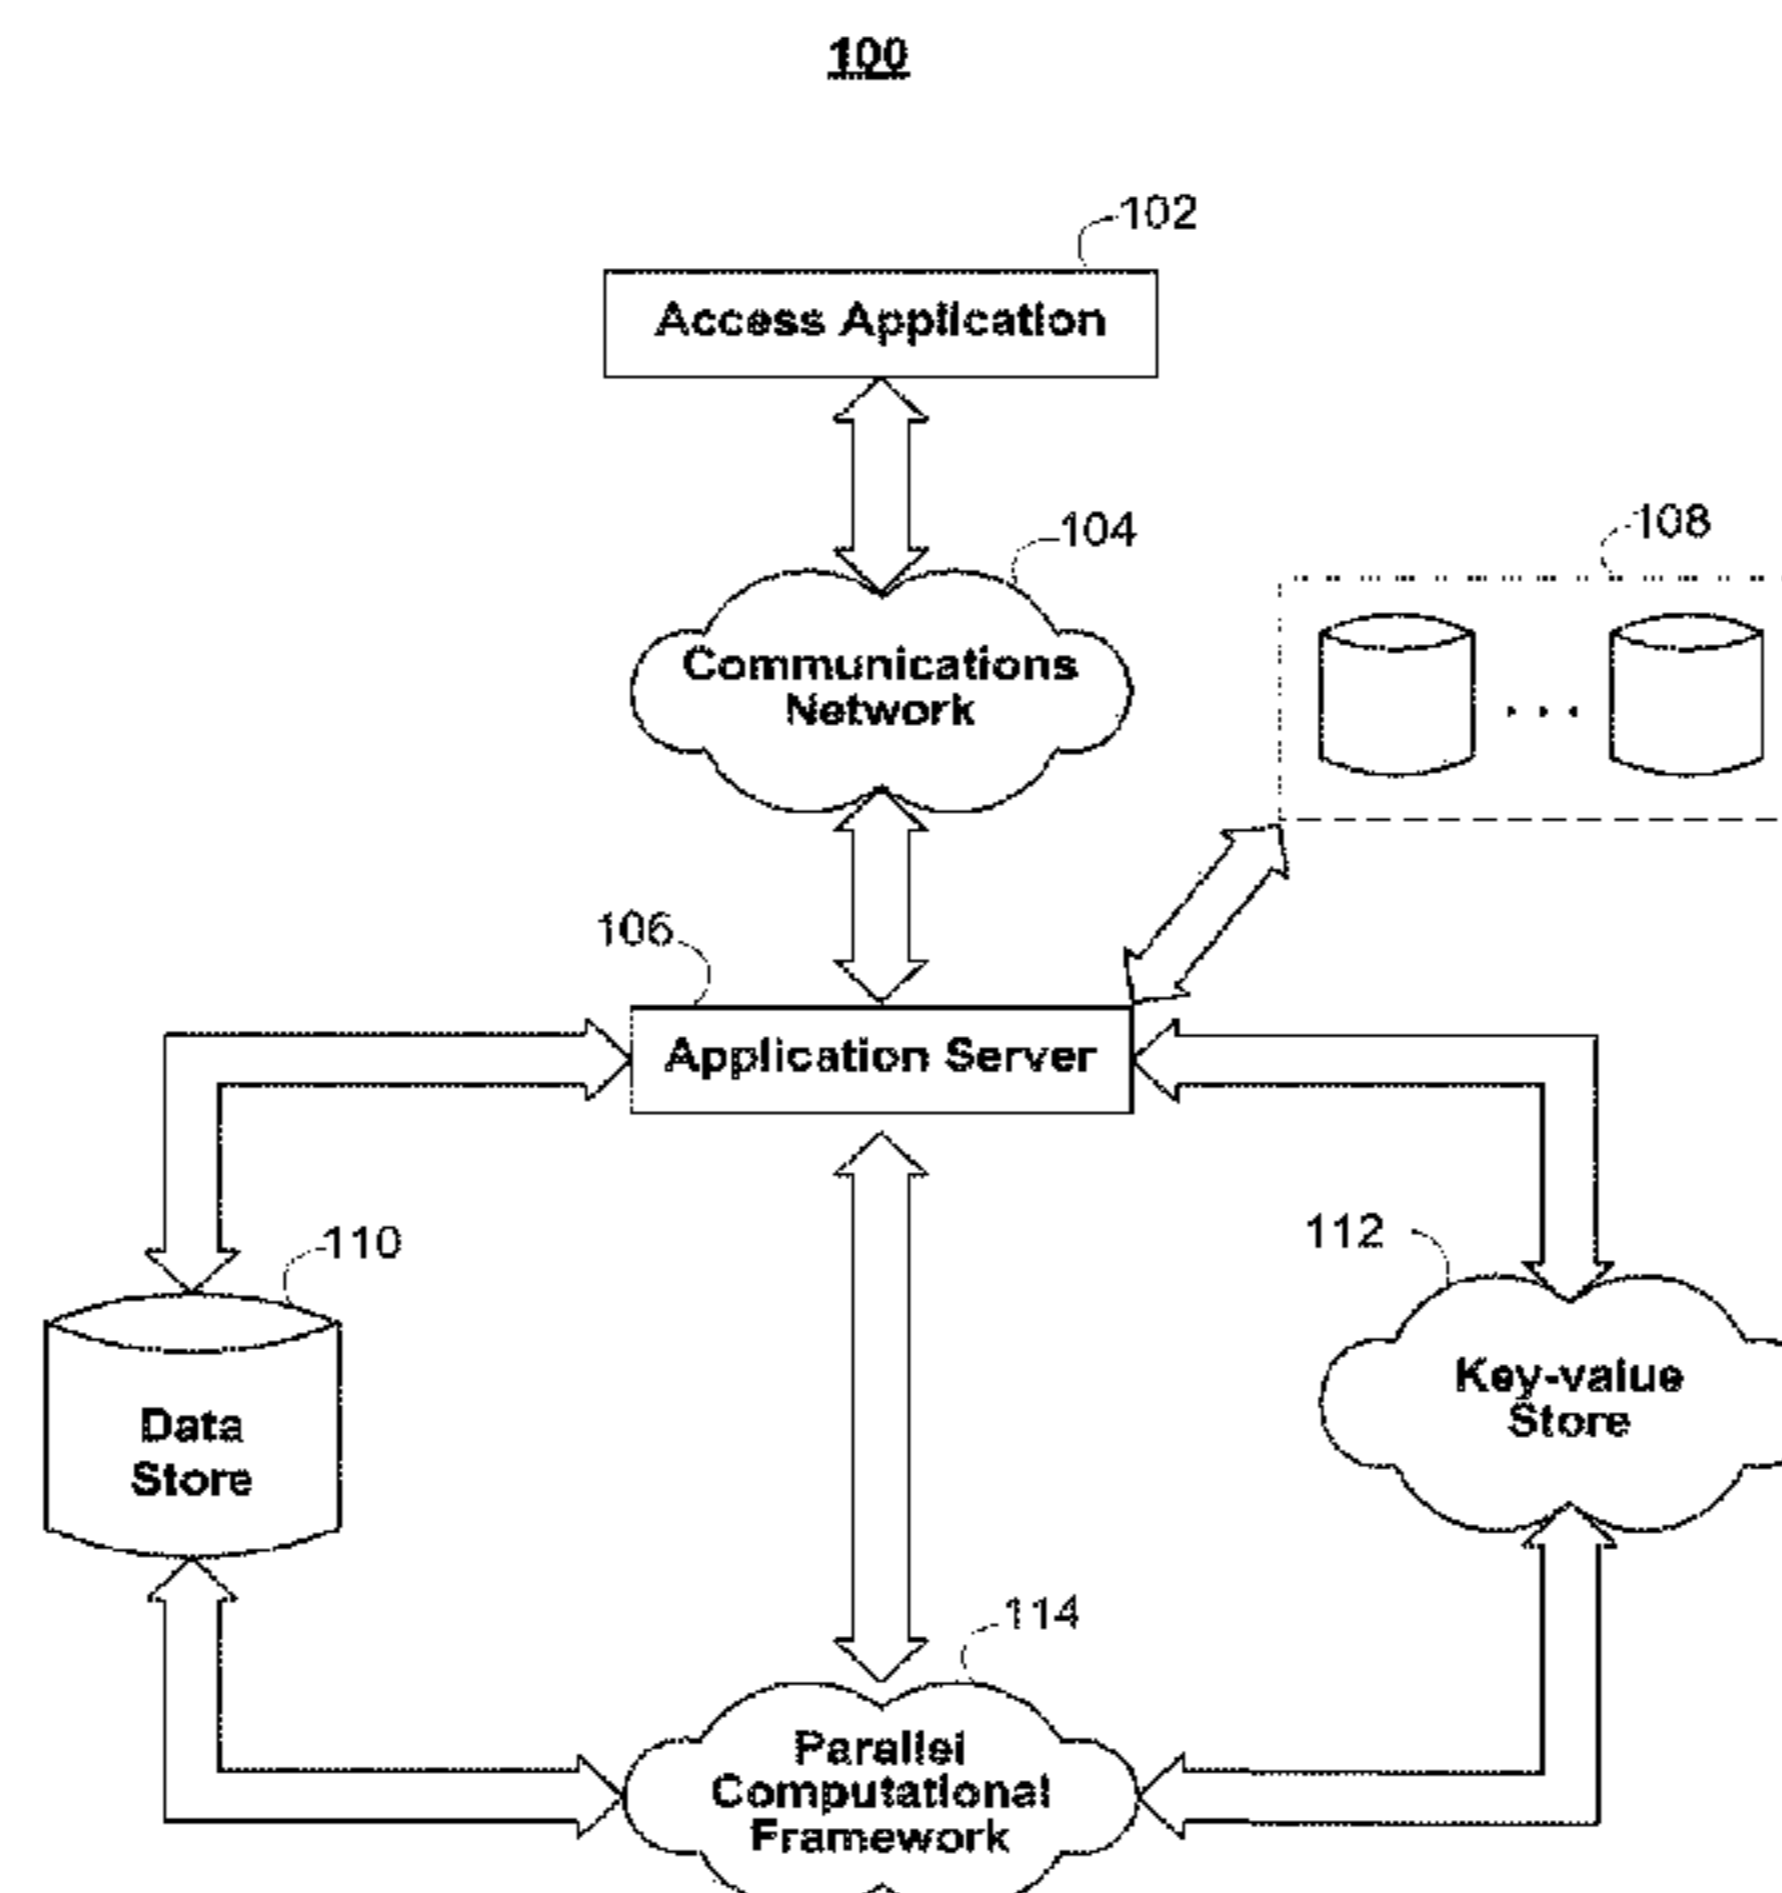 100
102
Access Application
104
108
Communications
Network
106
Application Server
110
112
Data
Store
Key-value
Store
114
Parallel
Computational
Framework